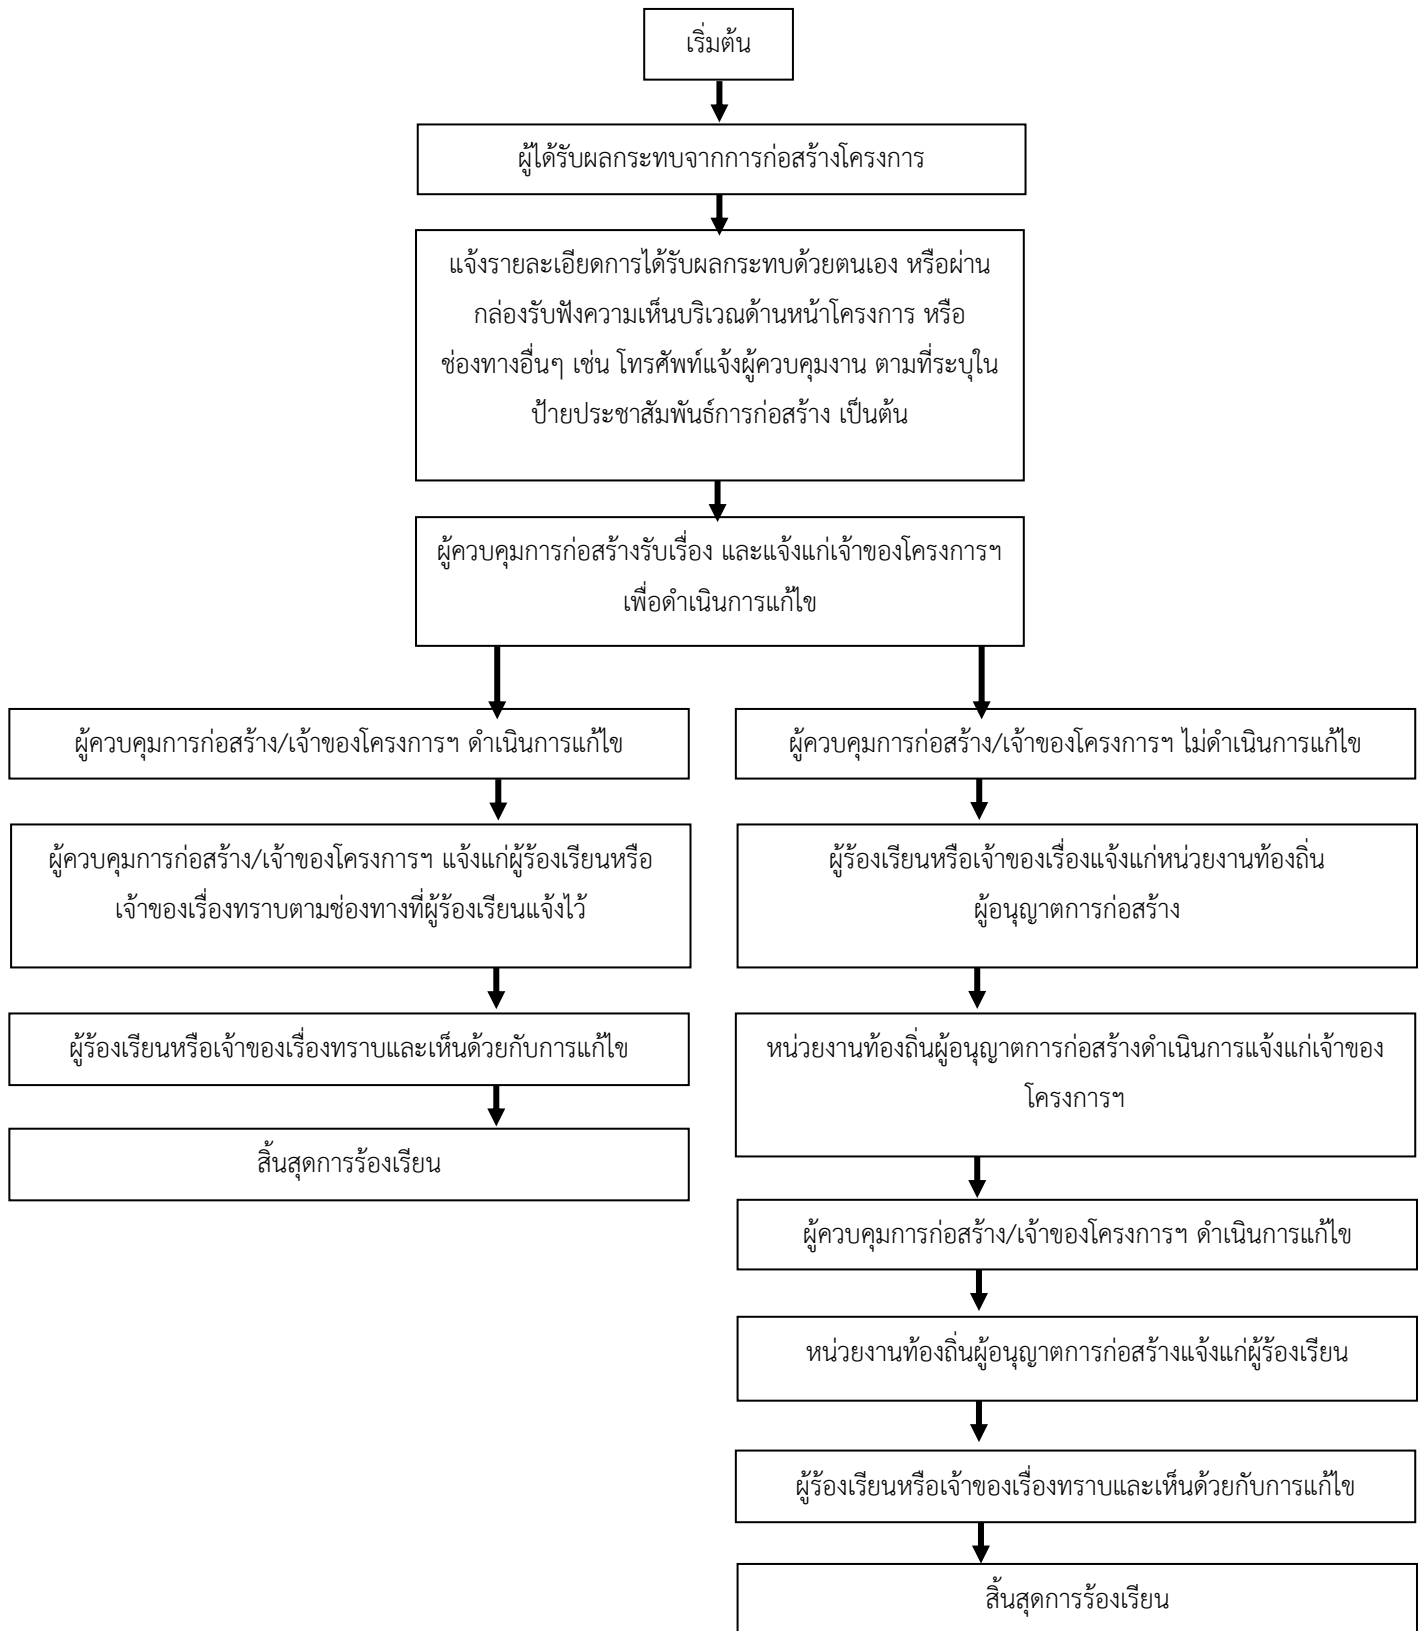 เริ่มต้น
ผู้ได้รับผลกระทบจากการก่อสร้างโครงการ
แจ้งรายละเอียดการได้รับผลกระทบด้วยตนเอง หรือผ่าน
กล่องรับฟังความเห็นบริเวณด้านหน้าโครงการ หรือ
ช่องทางอื่นๆ เช่น โทรศัพท์แจ้งผู้ควบคุมงาน ตามที่ระบุใน
ป้ายประชาสัมพันธ์การก่อสร้าง เป็นต้น
ผู้ควบคุมการก่อสร้างรับเรื่อง และแจ้งแก่เจ้าของโครงการฯ
เพื่อดำเนินการแก้ไข
ผู้ควบคุมการก่อสร้าง/เจ้าของโครงการฯ ดำเนินการแก้ไข
ผู้ควบคุมการก่อสร้าง/เจ้าของโครงการฯ แจ้งแก่ผู้ร้องเรียนหรือ
เจ้าของเรื่องทราบตามช่องทางที่ผู้ร้องเรียนแจ้งไว้
ผู้ร้องเรียนหรือเจ้าของเรื่องทราบและเห็นด้วยกับการแก้ไข
สิ้นสุดการร้องเรียน
ผู้ควบคุมการก่อสร้าง/เจ้าของโครงการฯ ไม่ดำเนินการแก้ไข
ผู้ร้องเรียนหรือเจ้าของเรื่องแจ้งแก่หน่วยงานท้องถิ่น
ผู้อนุญาตการก่อสร้าง
หน่วยงานท้องถิ่นผู้อนุญาตการก่อสร้างดำเนินการแจ้งแก่เจ้าของ
โครงการฯ
ผู้ควบคุมการก่อสร้าง/เจ้าของโครงการฯ ดำเนินการแก้ไข
หน่วยงานท้องถิ่นผู้อนุญาตการก่อสร้างแจ้งแก่ผู้ร้องเรียน
ผู้ร้องเรียนหรือเจ้าของเรื่องทราบและเห็นด้วยกับการแก้ไข
สิ้นสุดการร้องเรียน